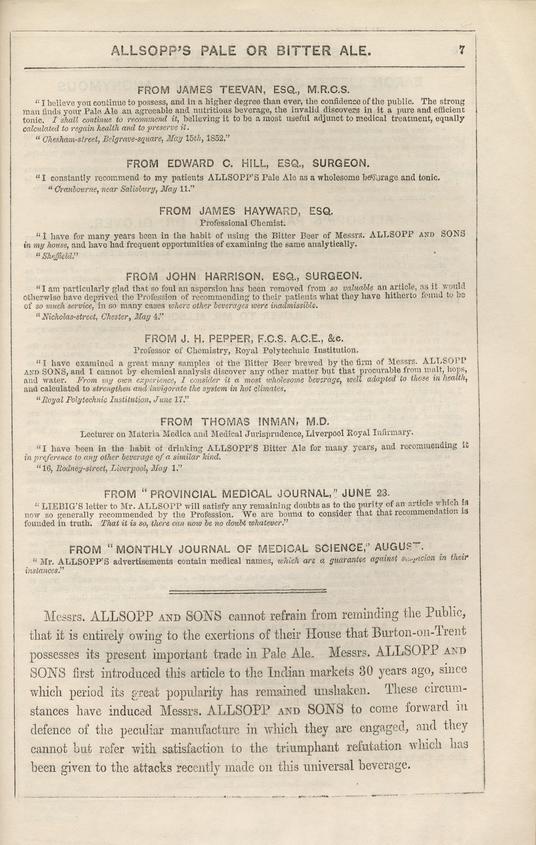 ALLSOPP'S PALE OR BITTER ALE. 7
FROM JAMES TEEVAN, ESQ., M.R.C.S.
"I believe you continue to possess, and in a higher degree than ever, the confidence of the public. The strong
man finds your Pale Ale an agreeable and nutritious beverage, the invalid discovers in it a pure and efficient
tonic. I shall continue to recommend it, believing it to be a most useful adjunct to medical treatment, equally
calculated to regain health and to preserve it.
"Chesham-street, Belgrave-square, May 15th, 1852."
FROM EDWARD C. HILL, ESQ., SURGEON.
"I constantly recommend to my patients ALLSOPP'S Pale Ale as a wholesome beverage and tonic.
"Cranbourne, near Salisbury, May 11."
FROM JAMES HAYWARD, ESQ.
Professional Chemist.
"I have for many years been in the habit of using the Bitter Beer of Messrs. ALLSOPP AND SONS
in my house, and have had frequent opportunities of examining the same analytically.
"Sheffield."
FROM JOHN HARRISON, ESQ., SURGEON.
"I am particularly glad that so foul an aspersion has been removed from so valuable an article, as it would
otherwise have deprived the Profession of recommending to their patients what they have hitherto found to be
of so much service, in so many cases where other beverages were inadmissible.
"Nicholas-street, Chester, May 4."
FROM J. H. PEPPER, F.C.S. A.C.E., &c.
Professor of Chemistry, Royal Polytechnic Institution.
"I have examined a great many samples of the Bitter Beer brewed by the firm of Messrs. ALLSOPP
AND SONS, and I cannot by chemical analysis discover any other matter but that procurable from malt, hops,
and water. From my own experience, I consider it a most wholesome beverage, well adapted to those in health,
and calculated to strengthen and invigorate the system in hot climates.
"Royal Polytechnic Institution, June 17."
FROM THOMAS INMAN, M.D.
Lecturer on Materia Medica and Medical Jurisprudence, Liverpool Royal Infirmary.
"I have been in the habit of drinking ALLSOPP'S Bitter Ale for many years, and recommending it
in preference to any other beverage of a similar kind.
"16, Rodney-street, Liverpool, May 1."
FROM "PROVINCIAL MEDICAL JOURNAL," JUNE 23.
"LIEBIG'S letter to Mr. ALLSOPP will satisfy any remaining doubts as to the purity of an article which is
now so generally recommended by the Profession. We are bound to consider that that recommendation is
founded in truth. That it is so, there can now be no doubt whatever."
FROM "MONTHLY JOURNAL OF MEDICAL SCIENCE," AUGUST.
"Mr. ALLSOPP'S advertisements contain medical names, which are a guarantee against suspicion in their
instances."
Messrs. ALLSOPP AND SONS cannot refrain from reminding the Public,
that it is entirely owing to the exertions of their House that Burton-on-Trent
possesses its present important trade in Pale Ale. Messrs. ALLSOPP AND
SONS first introduced this article to the Indian markets 30 years ago, since
which period its great popularity has remained unshaken. These circum-
stances have induced Messrs. ALLSOPP AND SONS to come forward in
defence of the peculiar manufacture in which they are engaged, and they
cannot but refer with satisfaction to the triumphant refutation which has
been given to the attacks recently made on this universal beverage.